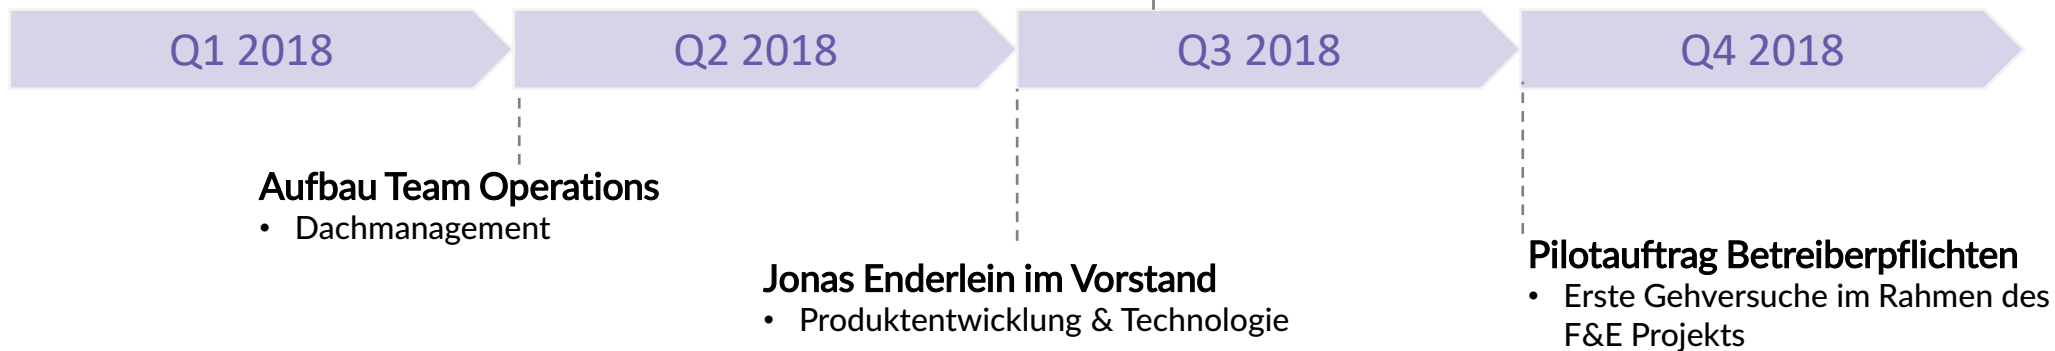 Q1 2018
Q2 2018
Q3 2018
Q4 2018
Aufbau Team Operations
• Dachmanagement
Jonas Enderlein im Vorstand
• Produktentwicklung & Technologie
Pilotauftrag Betreiberpflichten
• Erste Gehversuche im Rahmen des
F&E Projekts